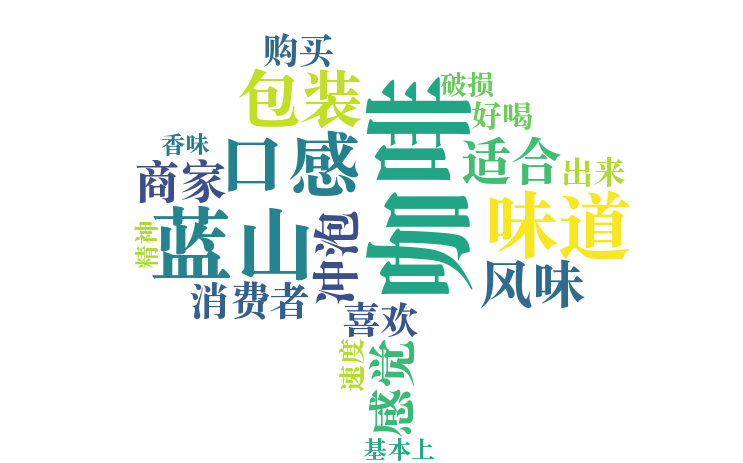 购买
包装
破损
好喝
香味
口感
咖啡
适合
出来
商家
蓝山
冲泡
味道
精神
消费者
风味
喜欢
速度
感觉
基本上